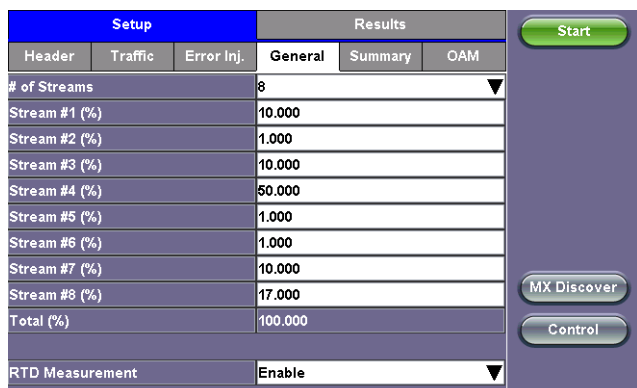 Setup Results
Header Traffic Error Inj. General Summary OAM
# of Streams 8
Stream #1 (%) 10.000
Stream #2 (%) 1.000
Stream #3 (%) 10.000
Stream #4 (%) 50.000
Stream #5 (%) 1.000
Stream #6 (%) 1.000
Stream #7 (%) 10.000
Stream #8 (%) 17.000
Total (%) 100.000
RTD Measurement Enable
Start
MX Discover
Control